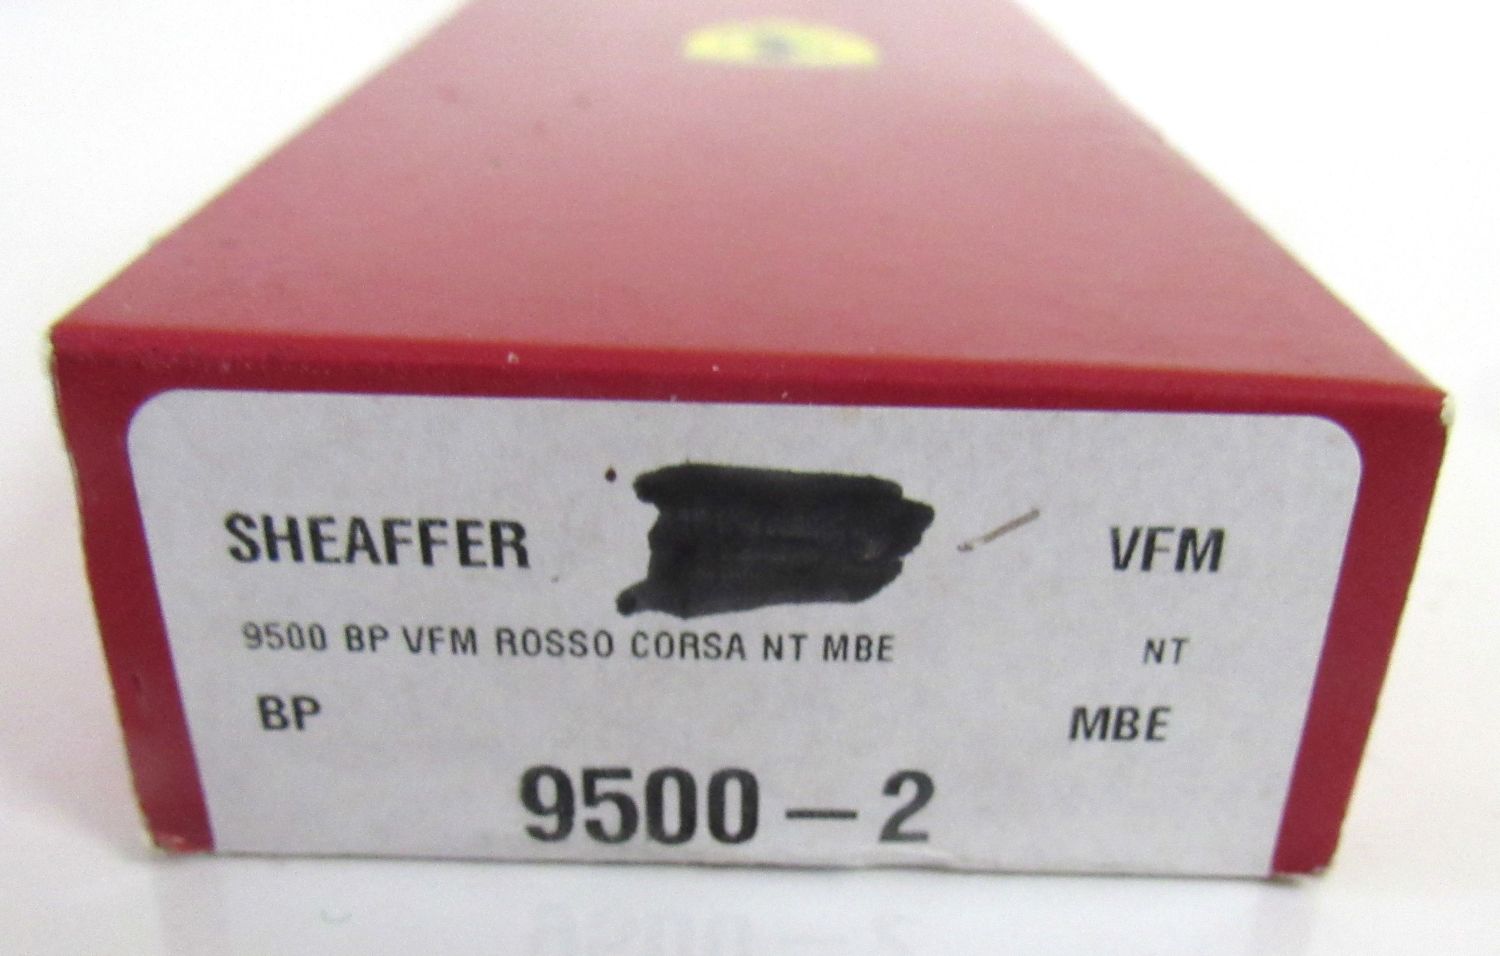 SHEAFFER VFM
9500 BP VFM ROSSO CORSA NT MBE NT
BP MBE
9500 – 2